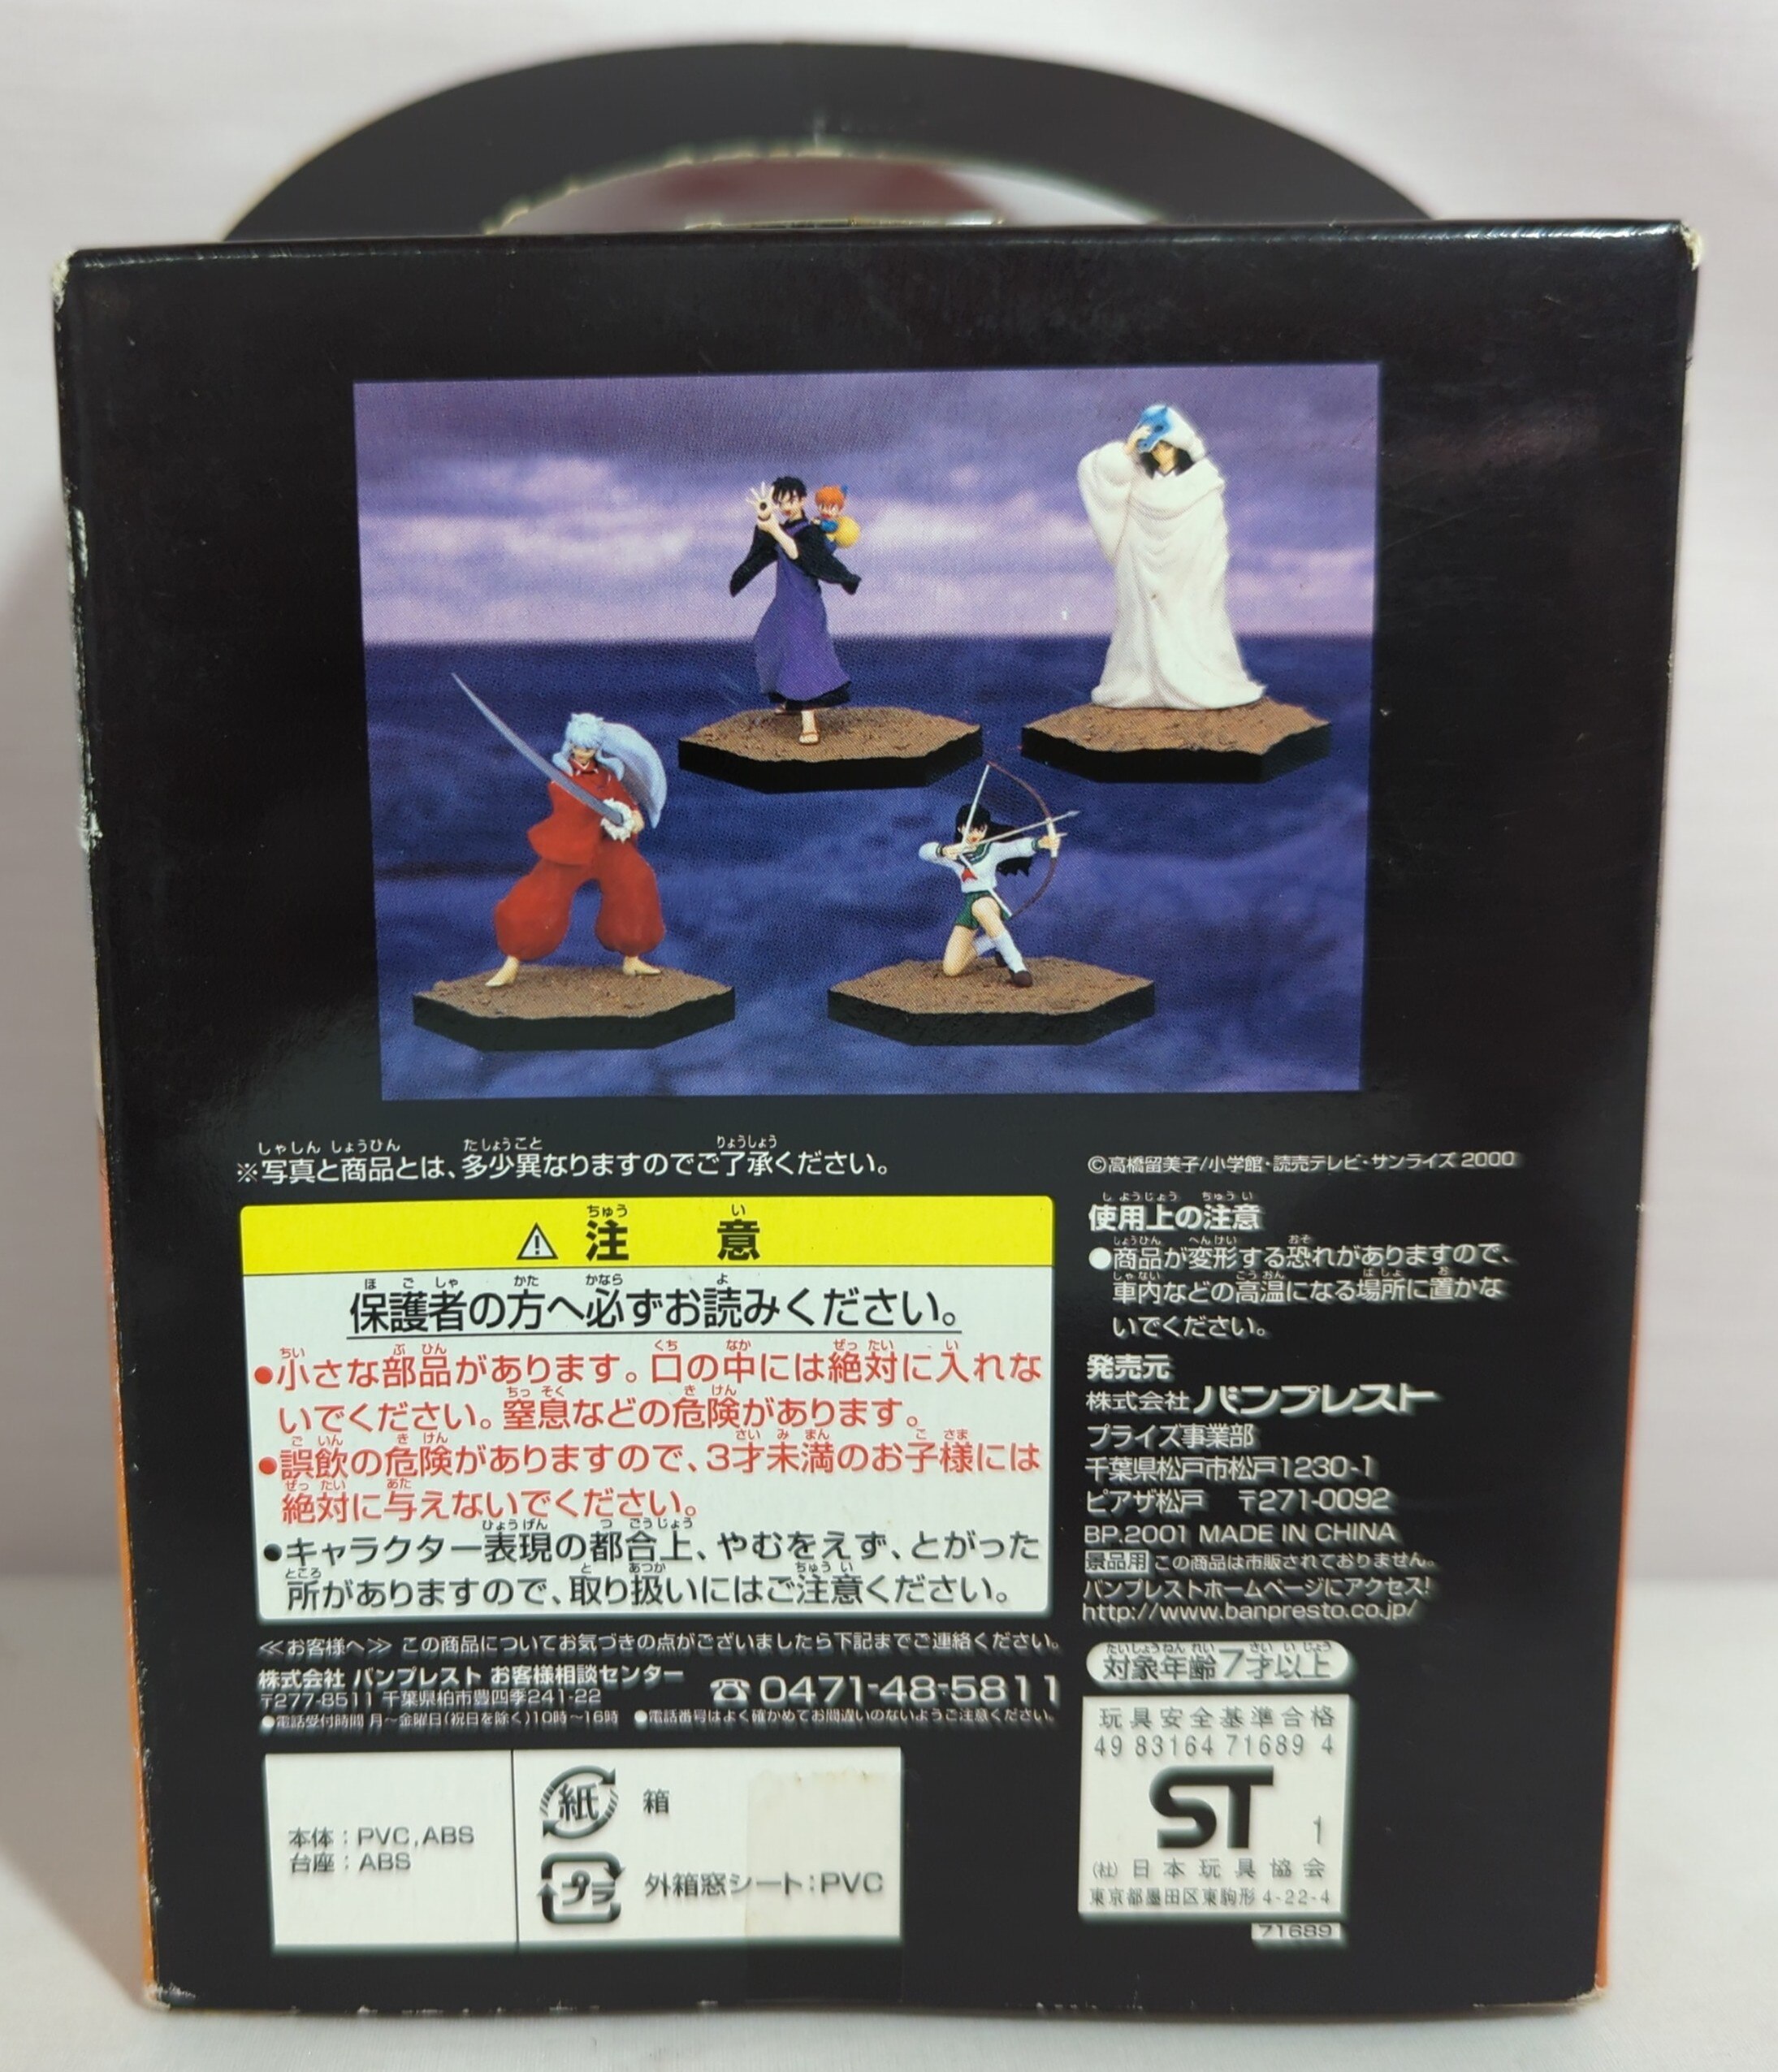 ※写真と商品とは、多少異なりますのでご了承ください。
©高橋留美子/小学館・読売テレビ・サンライズ 2000
⚠ 注意
保護者の方へ必ずお読みください。
●小さな部品があります。口の中には絶対に入れな
いでください。窒息などの危険があります。
●誤飲の危険がありますので、3才未満のお子様には
絶対に与えないでください。
●キャラクター表現の都合上、やむをえず、とがった
所がありますので、取り扱いにはご注意ください。
≪お客様へ≫ この商品についてお気づきの点がございましたら下記までご連絡ください。
株式会社 バンプレスト お客様相談センター
〒277-8511 千葉県柏市豊四季241-22
☎0471-48-5811
●電話受付時間 月〜金曜日(祝日を除く)10時〜16時 ●電話番号はよく確かめてお間違いのないようご注意ください。
本体：PVC,ABS
台座：ABS
紙 箱
プラ 外箱窓シート：PVC
使用上の注意
●商品が変形する恐れがありますので、
車内などの高温になる場所に置かな
いでください。
発売元
株式会社バンプレスト
プライズ事業部
千葉県松戸市松戸1230-1
ピアザ松戸 〒271-0092
BP.2001 MADE IN CHINA
景品用 この商品は市販されておりません。
バンプレストホームページにアクセス!
http://www.banpresto.co.jp/
対象年齢7才以上
玩具安全基準合格
49 83164 71689 4
ST 1
(社)日本玩具協会
東京都墨田区東駒形4-22-4
71689